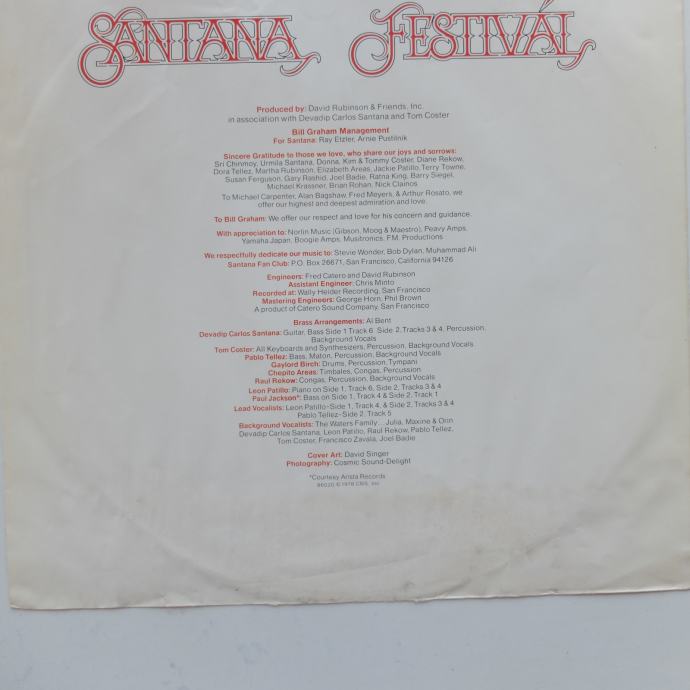 SANTANA FESTIVÁL
Produced by: David Rubinson & Friends, Inc.
in association with Devadip Carlos Santana and Tom Coster
Bill Graham Management
For Santana: Ray Etzler, Arnie Pustilnik
Sincere Gratitude to those we love, who share our joys and sorrows:
Sri Chinmoy, Urmila Santana, Donna, Kim & Tommy Coster, Diane Rekow,
Dora Tellez, Martha Rubinson, Elizabeth Areas, Jackie Patillo, Terry Towne,
Susan Ferguson, Gary Rashid, Joel Badie, Ratna King, Barry Siegel,
Michael Krassner, Brian Rohan, Nick Clainos
To Michael Carpenter, Alan Bagshaw, Fred Meyers, & Arthur Rosato, we
offer our highest and deepest admiration and love.
To Bill Graham: We offer our respect and love for his concern and guidance.
With appreciation to: Norlin Music (Gibson, Moog & Maestro), Peavy Amps,
Yamaha Japan, Boogie Amps, Musitronics, F.M. Productions
We respectfully dedicate our music to: Stevie Wonder, Bob Dylan, Muhammad Ali
Santana Fan Club: P.O. Box 26671, San Francisco, California 94126
Engineers: Fred Catero and David Rubinson
Assistant Engineer: Chris Minto
Recorded at: Wally Heider Recording, San Francisco
Mastering Engineers: George Horn, Phil Brown
A product of Catero Sound Company, San Francisco
Brass Arrangements: Al Bent
Devadip Carlos Santana: Guitar, Bass Side 1 Track 6 Side 2, Tracks 3 & 4, Percussion,
Background Vocals
Tom Coster: All Keyboards and Synthesizers, Percussion, Background Vocals
Pablo Tellez: Bass, Maton, Percussion, Background Vocals
Gaylord Birch: Drums, Percussion, Tympani
Chepito Areas: Timbales, Congas, Percussion
Raul Rekow: Congas, Percussion, Background Vocals
Leon Patillo: Piano on Side 1, Track 6, Side 2, Tracks 3 & 4
Paul Jackson*: Bass on Side 1, Track 4 & Side 2, Track 1
Lead Vocalists: Leon Patillo-Side 1, Track 4, & Side 2, Tracks 3 & 4
Pablo Tellez-Side 2, Track 5
Background Vocalists: The Waters Family... Julia, Maxine & Orin
Devadip Carlos Santana, Leon Patillo, Raul Rekow, Pablo Tellez,
Tom Coster, Francisco Zavala, Joel Badie
Cover Art: David Singer
Photography: Cosmic Sound-Delight
*Courtesy Arista Records
86020 © 1976 CBS, Inc.